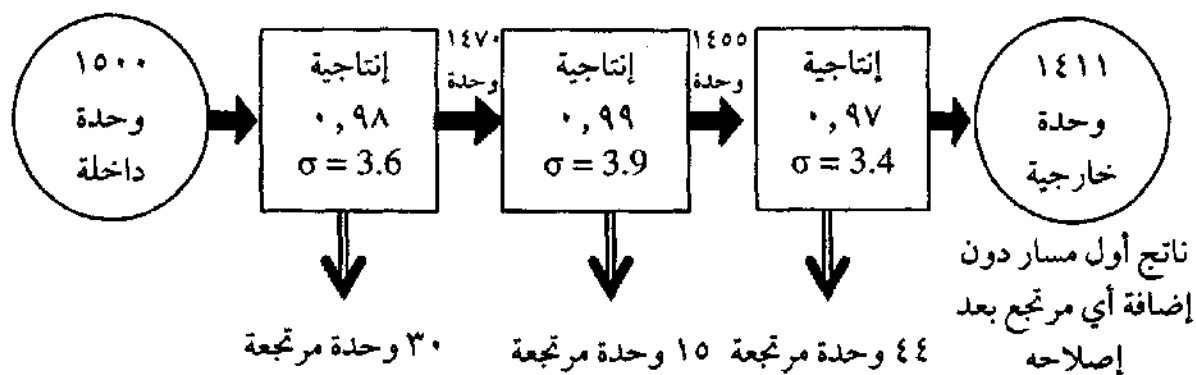 ١٥٠٠
وحدة
داخلة
إنتاجية
٠,٩٨
σ = 3.6
١٤٧٠
وحدة
إنتاجية
٠,٩٩
σ = 3.9
١٤٥٥
وحدة
إنتاجية
٠,٩٧
σ = 3.4
١٤١١
وحدة
خارجية
ناتج أول مسار دون
إضافة أي مرتجع بعد
إصلاحه
٣٠ وحدة مرتجعة
١٥ وحدة مرتجعة
٤٤ وحدة مرتجعة